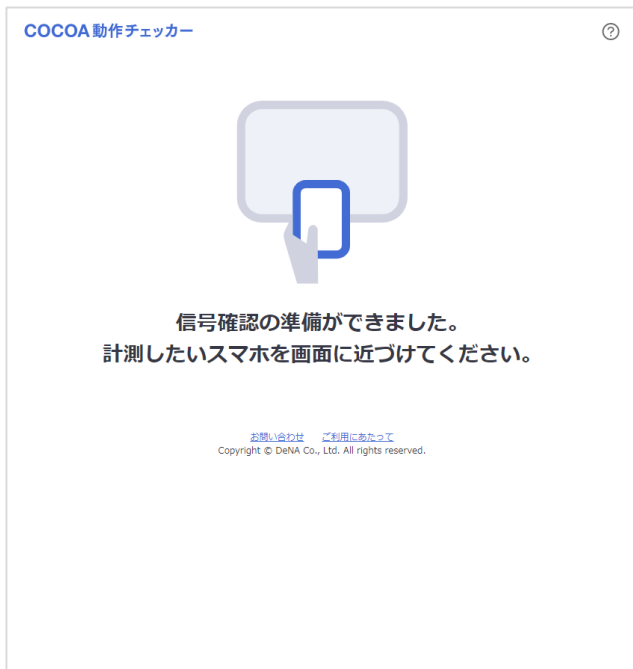 COCOA 動作チェッカー
?
信号確認の準備ができました。
計測したいスマホを画面に近づけてください。
お問い合わせ ご利用にあたって
Copyright © DeNA Co., Ltd. All rights reserved.